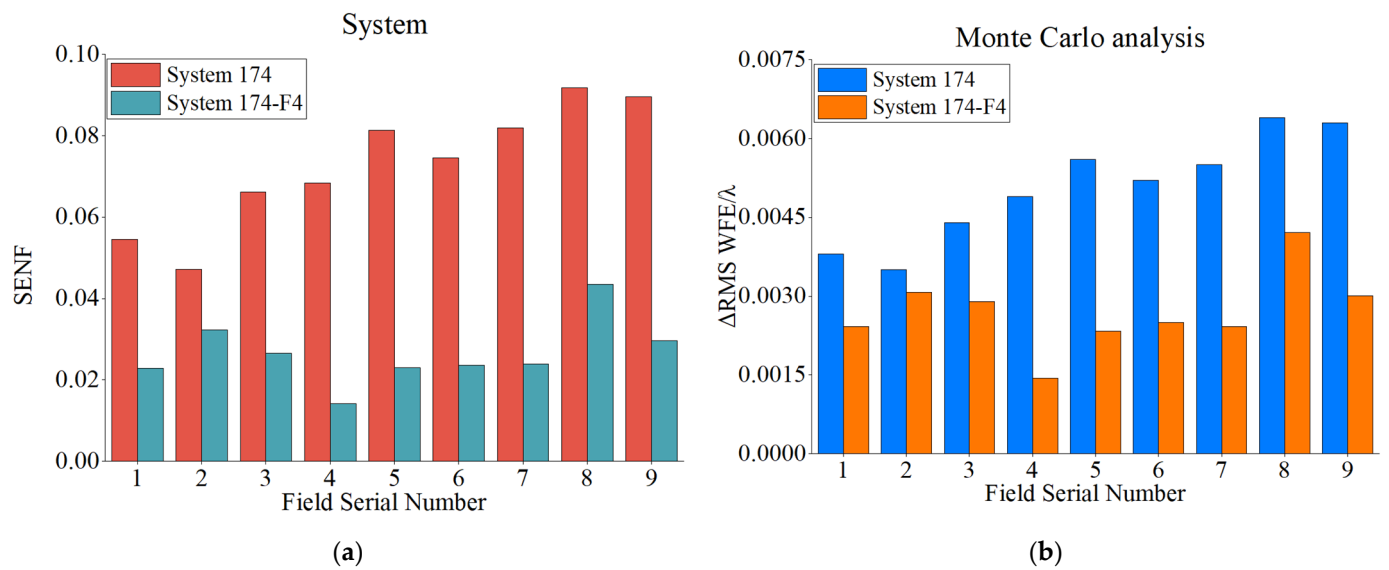 System
SENF
0.10
0.08
0.06
0.04
0.02
0.00
System 174
System 174-F4
1 2 3 4 5 6 7 8 9
Field Serial Number
(a)
Monte Carlo analysis
ΔRMS WFE/λ
0.0075
0.0060
0.0045
0.0030
0.0015
0.0000
System 174
System 174-F4
1 2 3 4 5 6 7 8 9
Field Serial Number
(b)